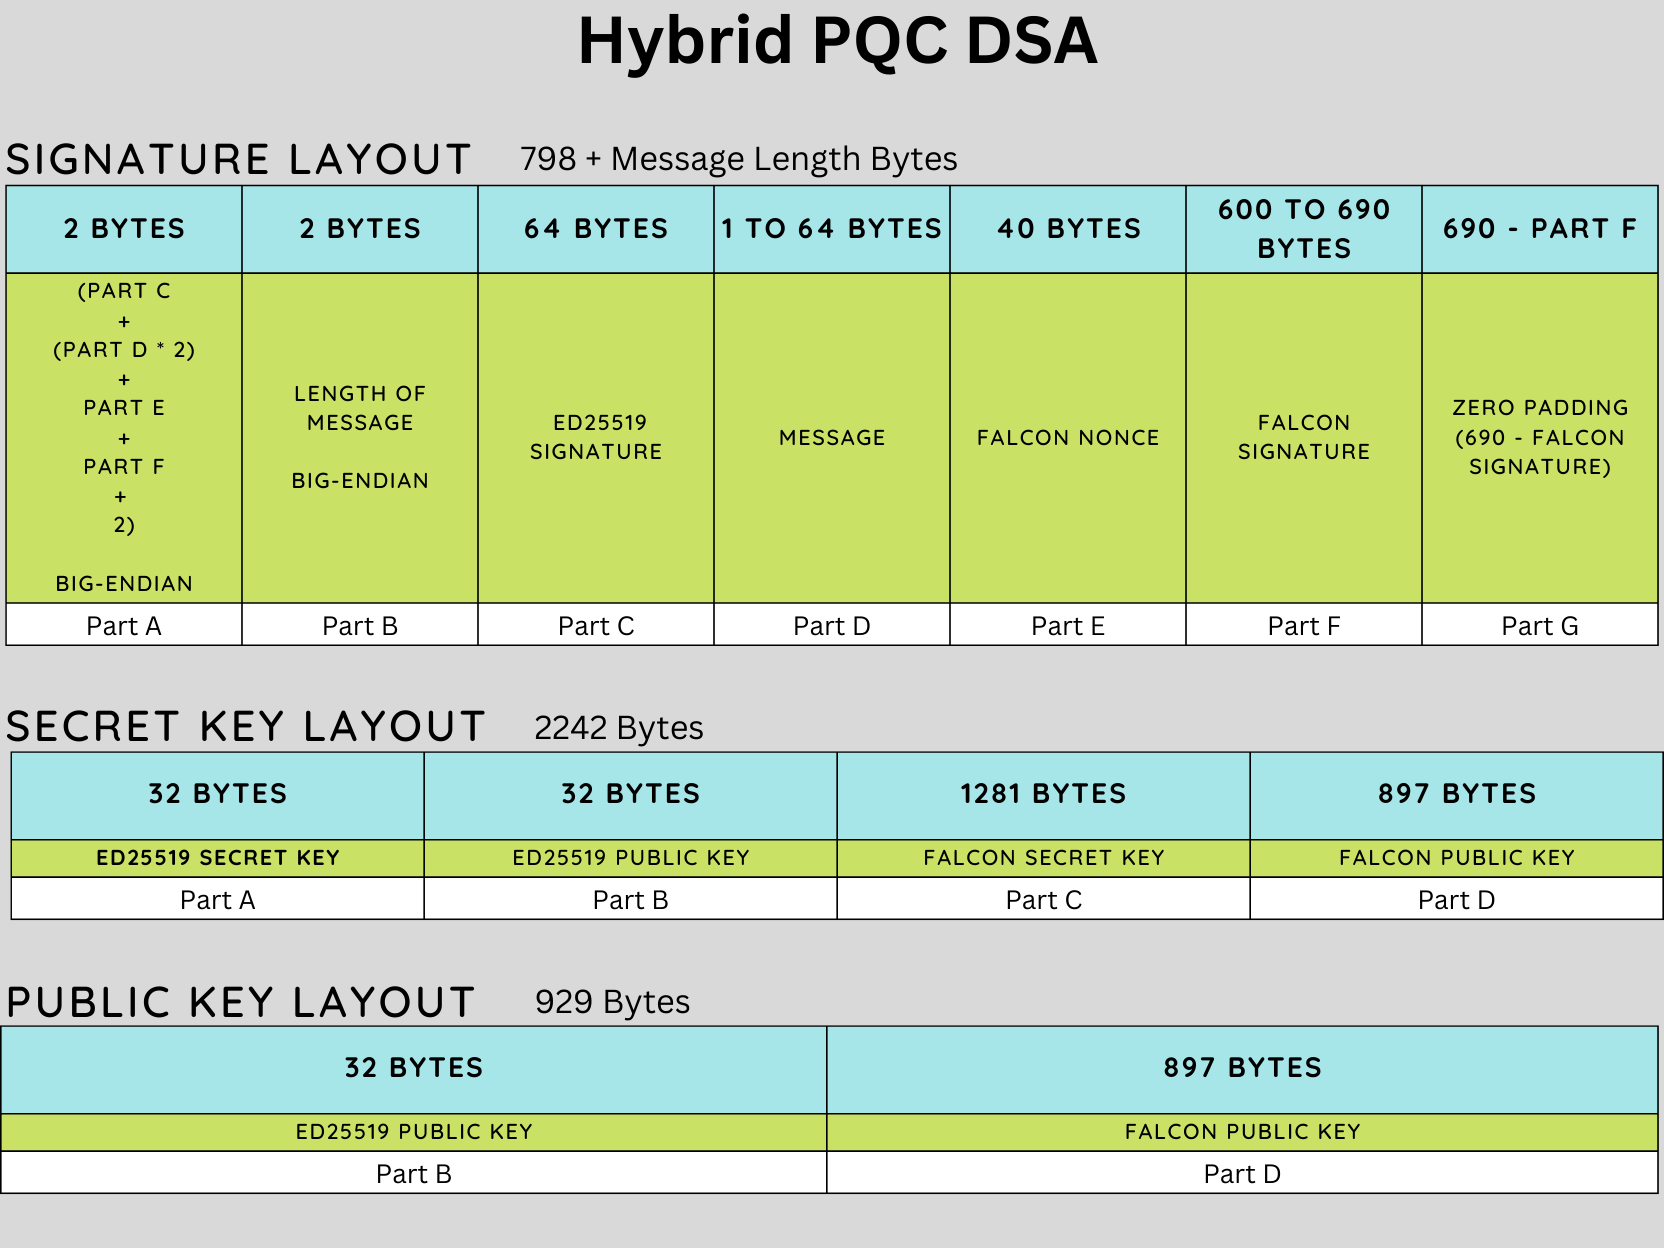 Hybrid PQC DSA
SIGNATURE LAYOUT
798 + Message Length Bytes
2 BYTES
2 BYTES
64 BYTES
1 TO 64 BYTES
40 BYTES
600 TO 690
BYTES
690 - PART F
(PART C
+
(PART D * 2)
+
PART E
+
PART F
+
2)
BIG-ENDIAN
LENGTH OF
MESSAGE
BIG-ENDIAN
ED25519
SIGNATURE
MESSAGE
FALCON NONCE
FALCON
SIGNATURE
ZERO PADDING
(690 - FALCON
SIGNATURE)
Part A
Part B
Part C
Part D
Part E
Part F
Part G
SECRET KEY LAYOUT
2242 Bytes
32 BYTES
32 BYTES
1281 BYTES
897 BYTES
ED25519 SECRET KEY
ED25519 PUBLIC KEY
FALCON SECRET KEY
FALCON PUBLIC KEY
Part A
Part B
Part C
Part D
PUBLIC KEY LAYOUT
929 Bytes
32 BYTES
897 BYTES
ED25519 PUBLIC KEY
FALCON PUBLIC KEY
Part B
Part D